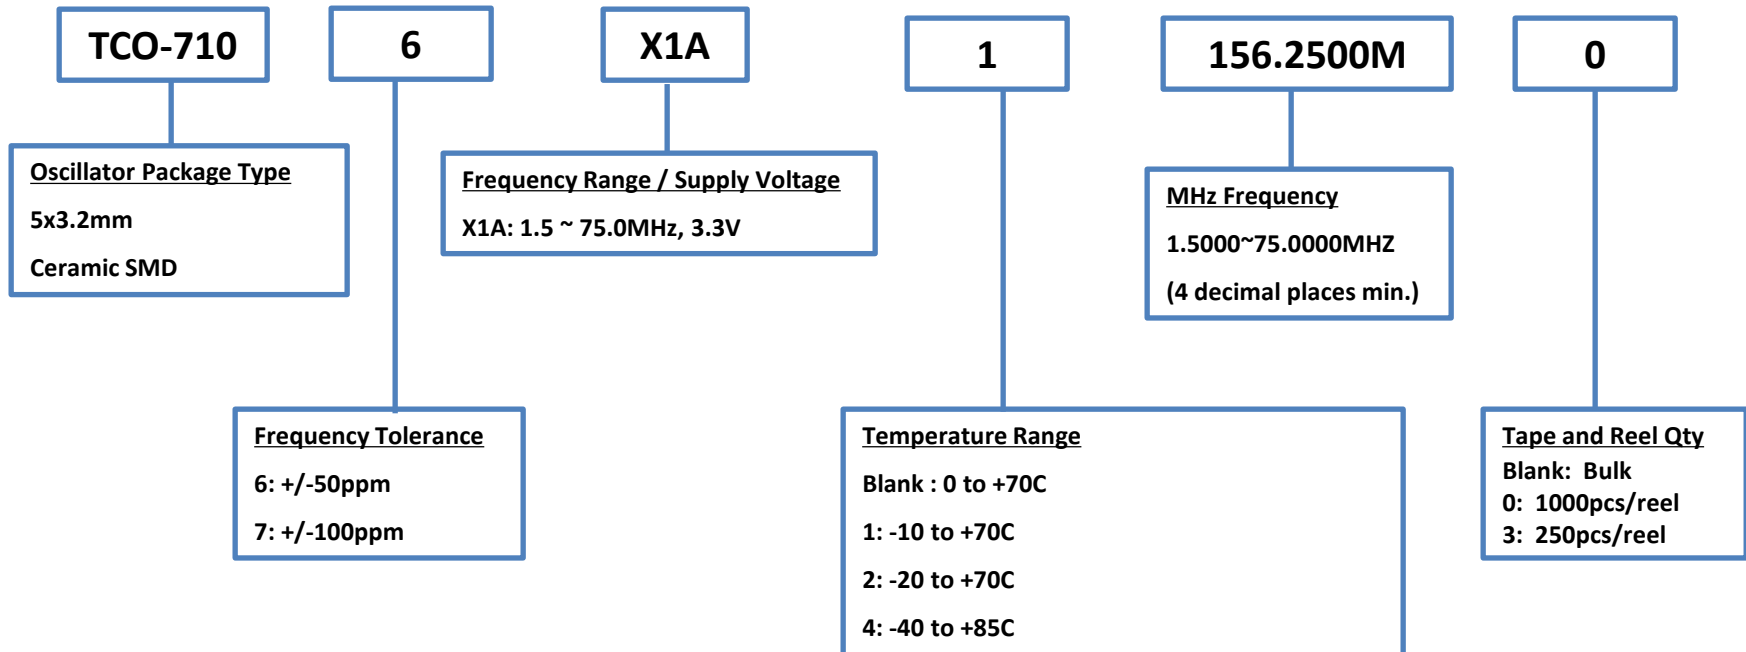 TCO-710
6
X1A
1
156.2500M
0
Oscillator Package Type
5x3.2mm
Ceramic SMD
Frequency Range / Supply Voltage
X1A: 1.5 ~ 75.0MHz, 3.3V
MHz Frequency
1.5000~75.0000MHZ
(4 decimal places min.)
Frequency Tolerance
6: +/-50ppm
7: +/-100ppm
Temperature Range
Blank : 0 to +70C
1: -10 to +70C
2: -20 to +70C
4: -40 to +85C
Tape and Reel Qty
Blank:  Bulk
0:  1000pcs/reel
3:  250pcs/reel